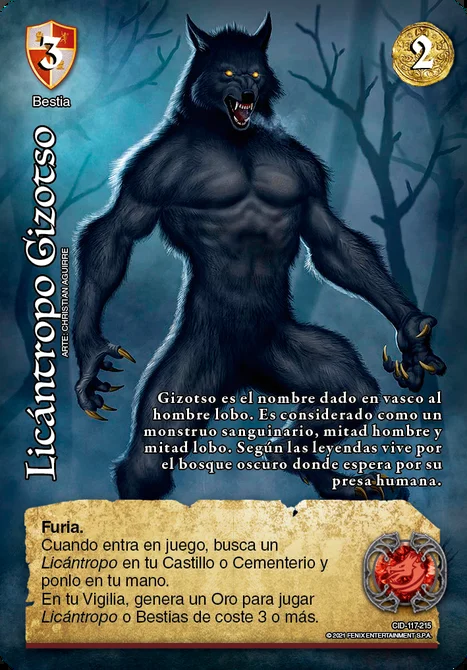 3
2
Bestia
Licántropo Gizotso
ARTE: CHRISTIAN AGUIRRE
Gizotso es el nombre dado en vasco al
hombre lobo. Es considerado como un
monstruo sanguinario, mitad hombre y
mitad lobo. Según las leyendas vive por
el bosque oscuro donde espera por su
presa humana.
Furia.
Cuando entra en juego, busca un
Licántropo en tu Castillo o Cementerio y
ponlo en tu mano.
En tu Vigilia, genera un Oro para jugar
Licántropo o Bestias de coste 3 o más.
CID-117-215
© 2021 FENIX ENTERTAINMENT S.P.A.